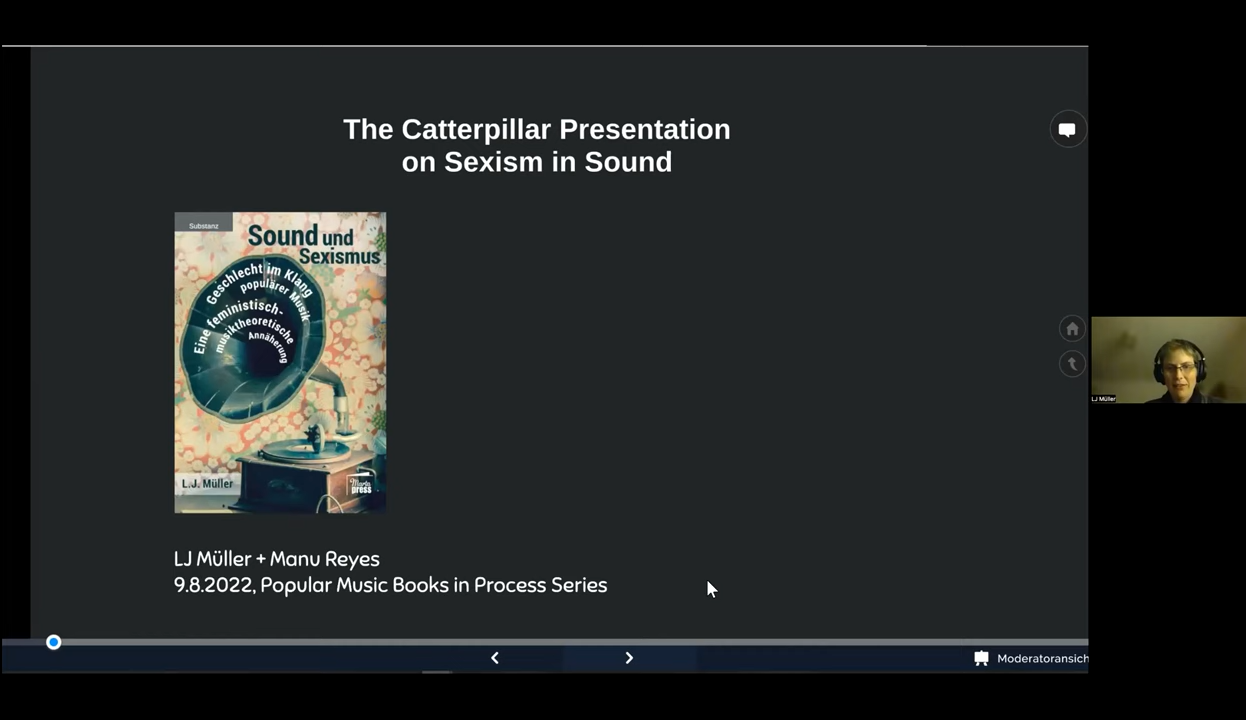 The Catterpillar Presentation
on Sexism in Sound
Substanz
Sound und
Sexismus
Geschlecht im Klang
populärer Musik
Eine feministisch-
musiktheoretische
Annäherung
L.J. Müller
Marta
press
LJ Müller + Manu Reyes
9.8.2022, Popular Music Books in Process Series
LJ Müller
Moderatoransich